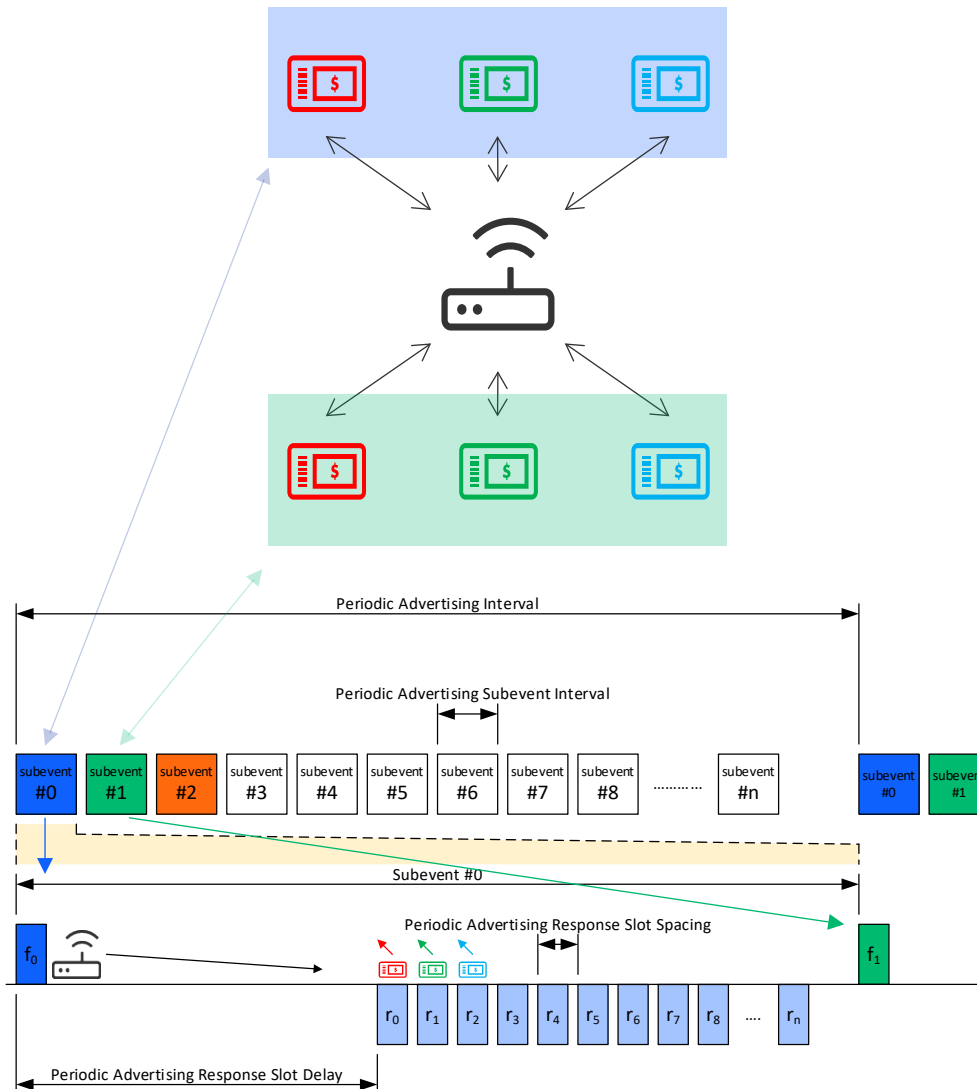 $ $ $
$ $ $
Periodic Advertising Interval
Periodic Advertising Subevent Interval
subevent #0
subevent #1
subevent #2
subevent #3
subevent #4
subevent #5
subevent #6
subevent #7
subevent #8
............
subevent #n
subevent #0
subevent #1
Subevent #0
Periodic Advertising Response Slot Spacing
f₀
$ $ $
f₁
r₀ r₁ r₂ r₃ r₄ r₅ r₆ r₇ r₈ .... rₙ
Periodic Advertising Response Slot Delay